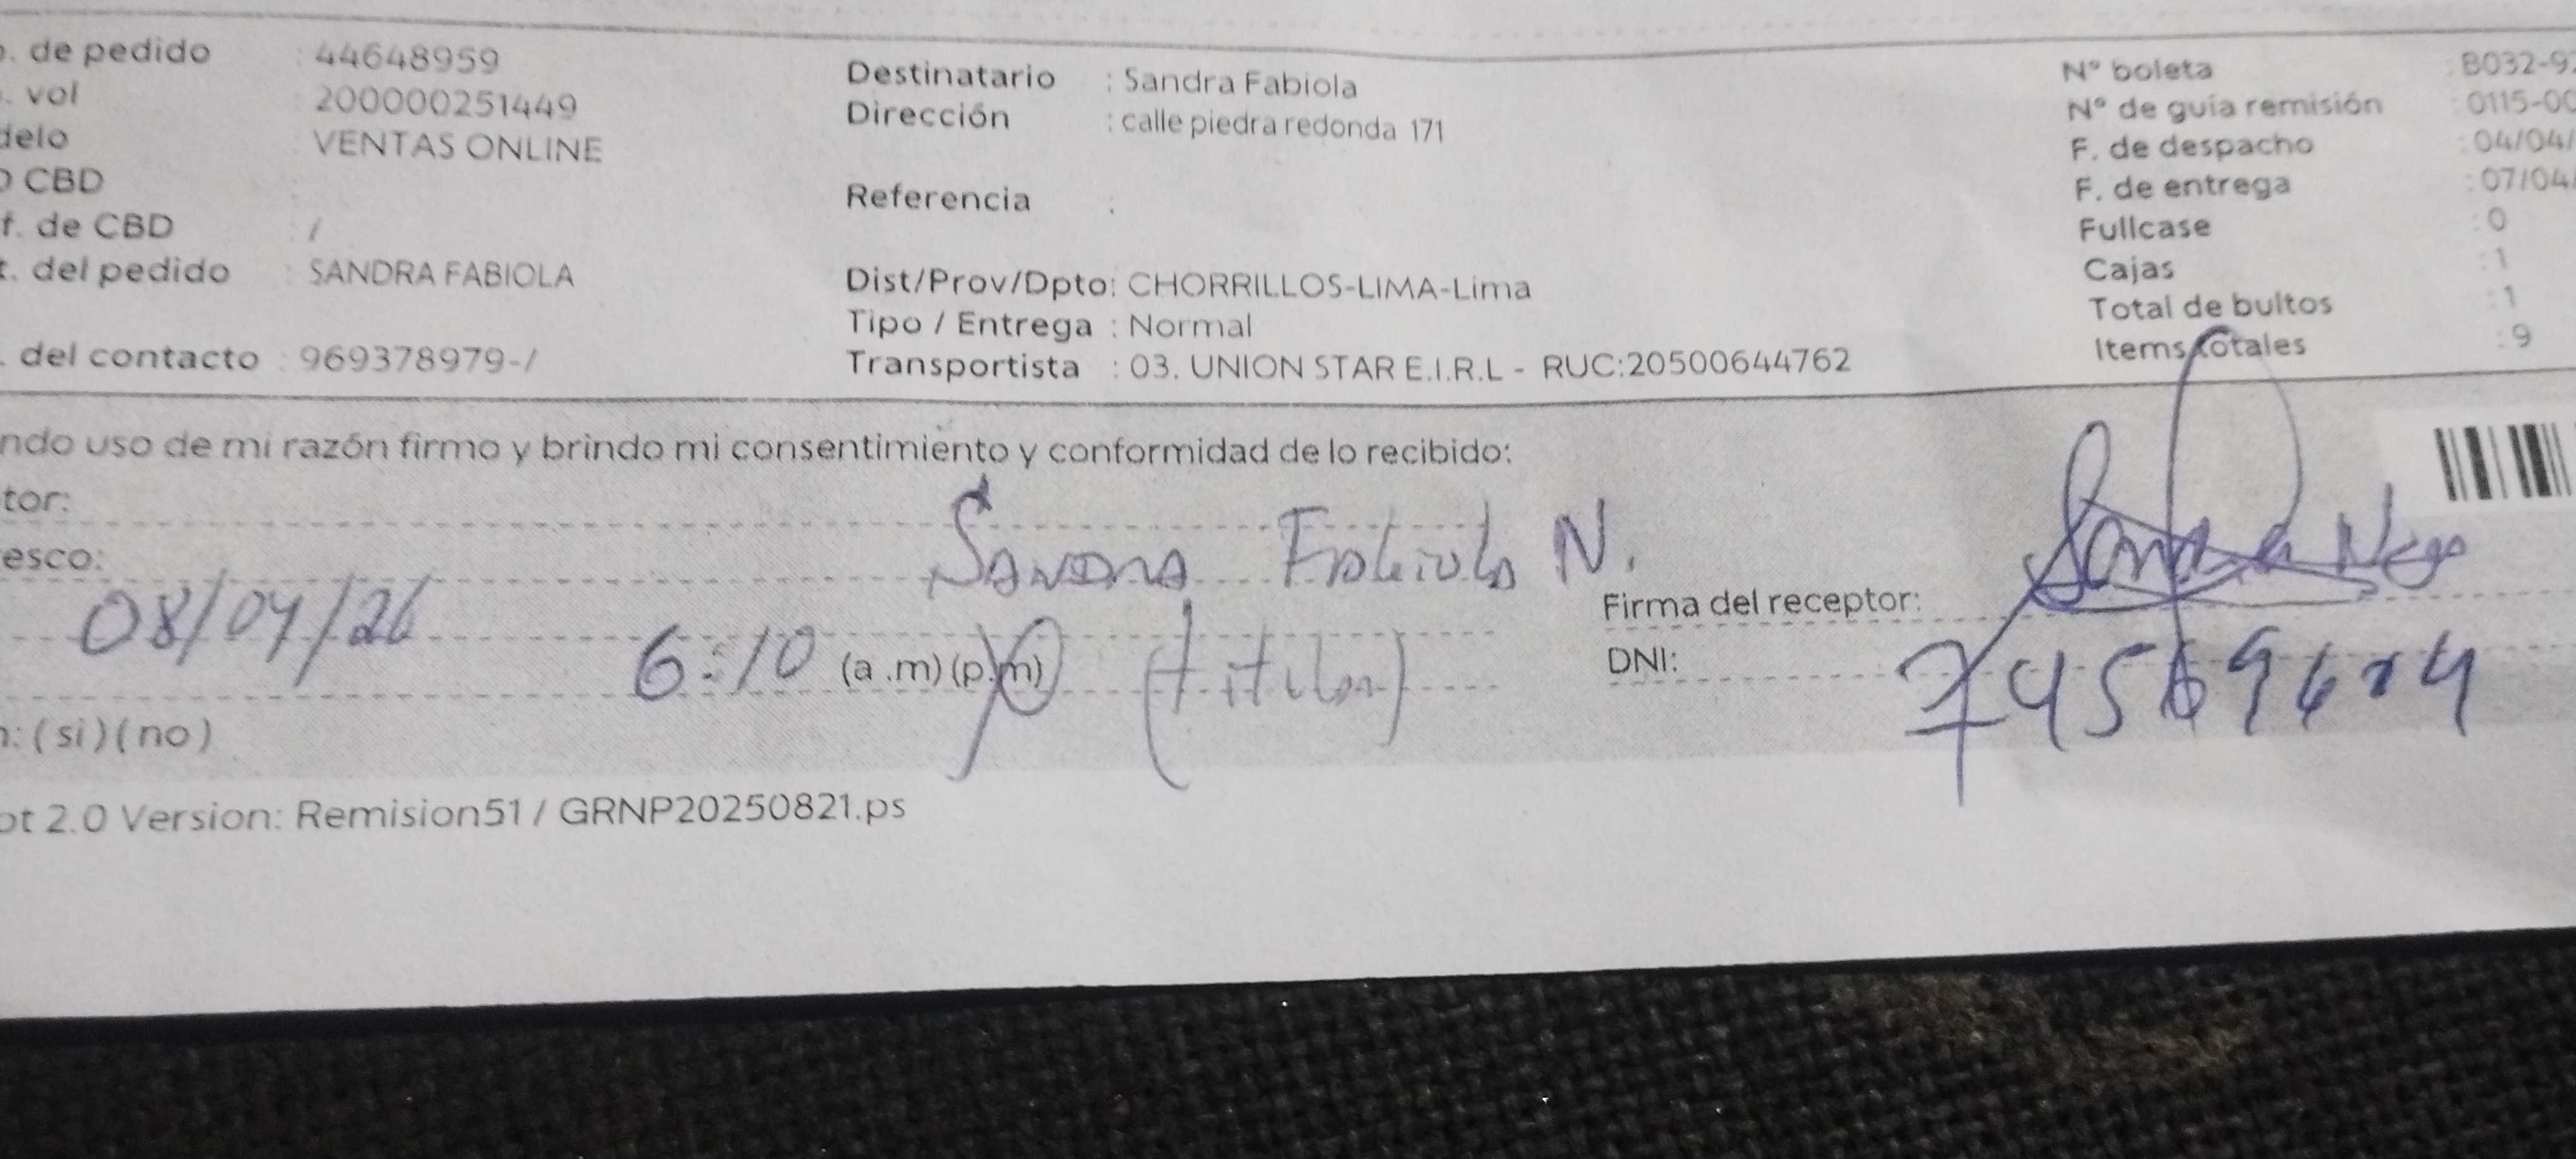 . de pedido : 44648959
. vol 200000251449
delo VENTAS ONLINE
O CBD :
f. de CBD : /
t. del pedido : SANDRA FABIOLA
. del contacto : 969378979-/
Destinatario : Sandra Fabiola
Dirección : calle piedra redonda 171
Referencia :
Dist/Prov/Dpto: CHORRILLOS-LIMA-Lima
Tipo / Entrega : Normal
Transportista : 03. UNION STAR E.I.R.L - RUC:20500644762
N° boleta : B032-92
N° de guía remisión : 0115-00
F. de despacho : 04/04/
F. de entrega : 07/04/
Fullcase : 0
Cajas : 1
Total de bultos : 1
Items totales : 9
ndo uso de mi razón firmo y brindo mi consentimiento y conformidad de lo recibido:
tor: Sandra Fabiola N.
esco:
08/04/26 6:10 (a .m) (p.m) (titular)
Firma del receptor: Sandra
DNI:
n: ( si ) ( no )
ot 2.0 Version: Remision51 / GRNP20250821.ps